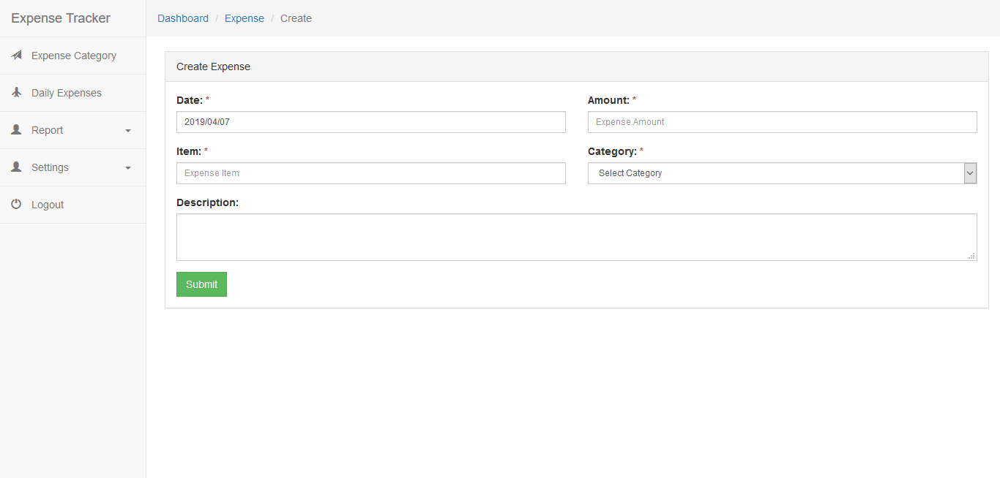 Expense Tracker
Dashboard / Expense / Create
Expense Category
Daily Expenses
Report
Settings
Logout
Create Expense
Date: *
Amount: *
2019/04/07
Expense Amount
Item: *
Category: *
Expense Item
Select Category
Description:
Submit